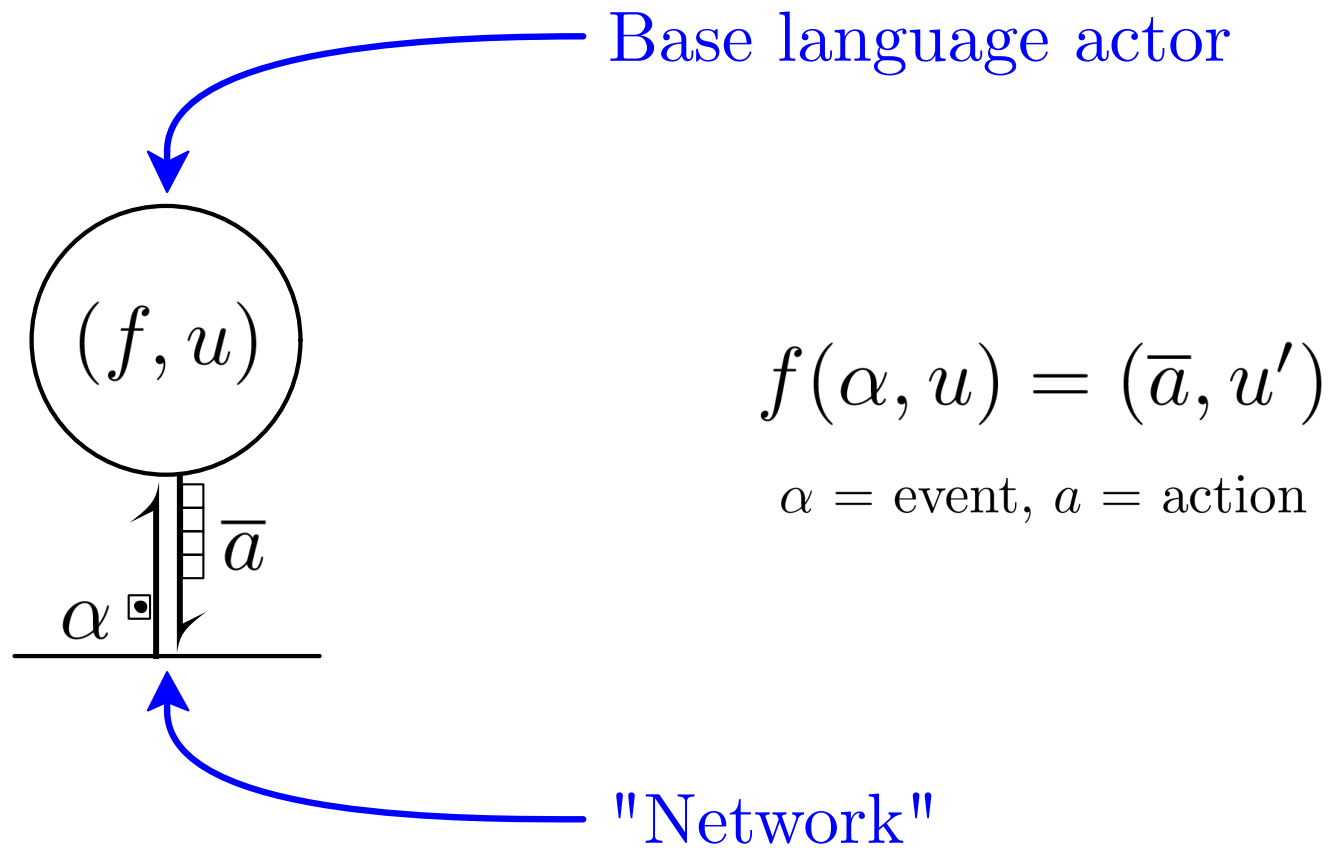 Base language actor
(f, u)
f(α, u) = (a̅, u′)
α = event, a = action
a̅
α
"Network"